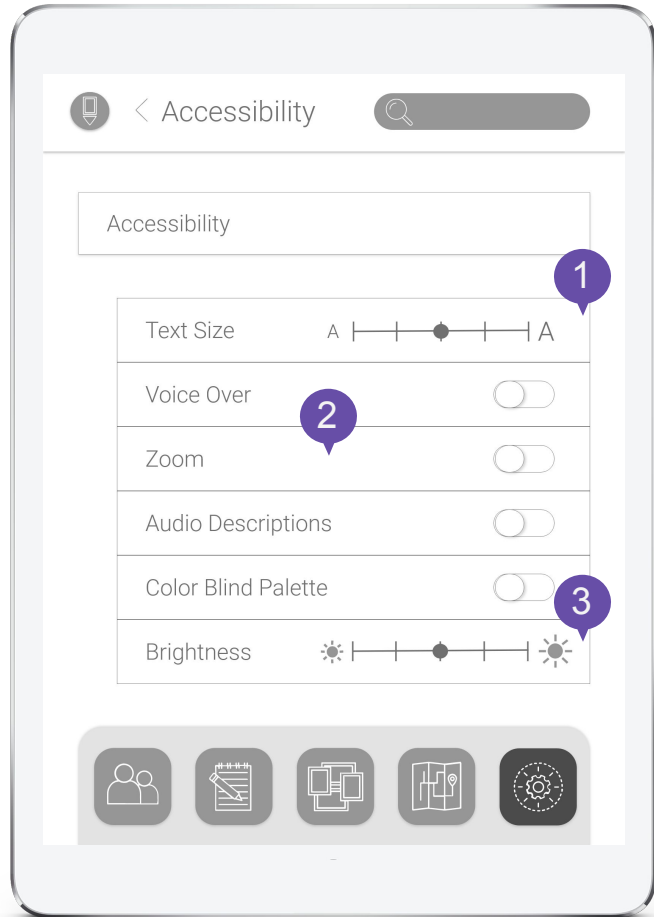 Accessibility
Accessibility
1
Text Size A A
Voice Over
2
Zoom
Audio Descriptions
Color Blind Palette
3
Brightness